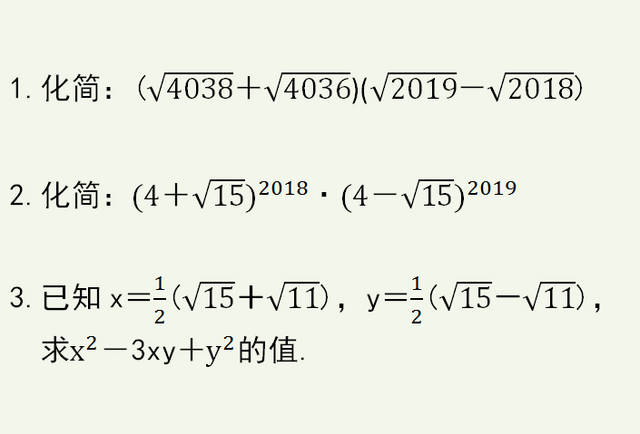 1. 化简：(√4038＋√4036)(√2019－√2018)
2. 化简：(4＋√15)²⁰¹⁸·(4－√15)²⁰¹⁹
3. 已知 x＝1/2(√15＋√11)，y＝1/2(√15－√11)，
求x²－3xy＋y²的值.